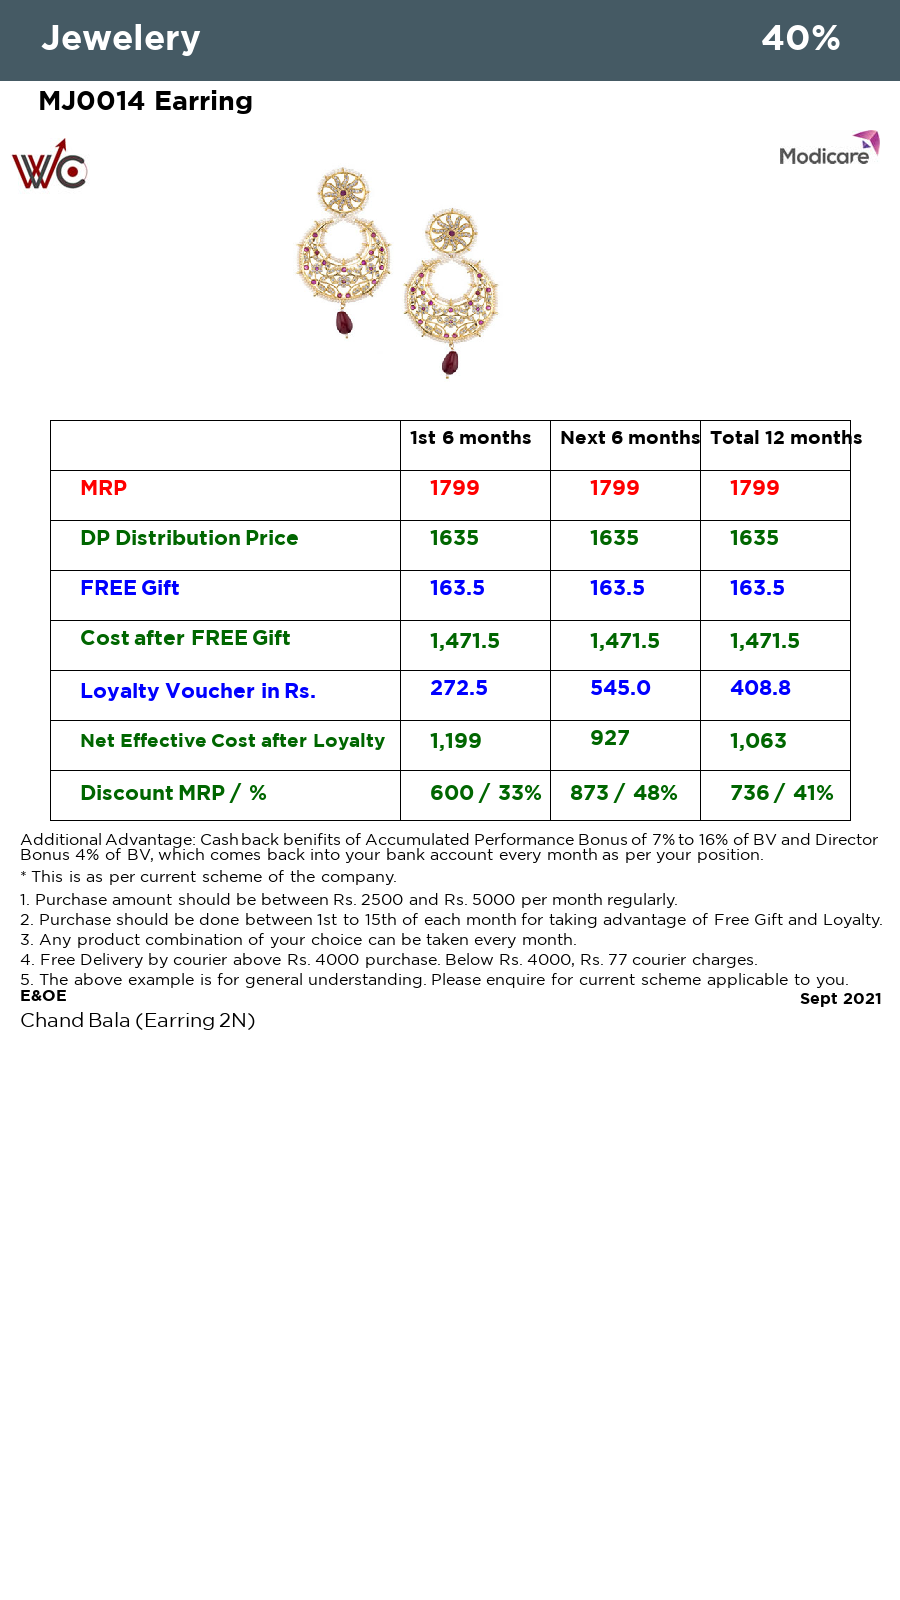 Jewelery 40%
MJ0014 Earring
WC
Modicare
1st 6 months Next 6 months Total 12 months
MRP 1799 1799 1799
DP Distribution Price 1635 1635 1635
FREE Gift 163.5 163.5 163.5
Cost after FREE Gift 1,471.5 1,471.5 1,471.5
Loyalty Voucher in Rs. 272.5 545.0 408.8
Net Effective Cost after Loyalty 1,199 927 1,063
Discount MRP / % 600 / 33% 873 / 48% 736 / 41%
Additional Advantage: Cashback benifits of Accumulated Performance Bonus of 7% to 16% of BV and Director
Bonus 4% of BV, which comes back into your bank account every month as per your position.
* This is as per current scheme of the company.
1. Purchase amount should be between Rs. 2500 and Rs. 5000 per month regularly.
2. Purchase should be done between 1st to 15th of each month for taking advantage of Free Gift and Loyalty.
3. Any product combination of your choice can be taken every month.
4. Free Delivery by courier above Rs. 4000 purchase. Below Rs. 4000, Rs. 77 courier charges.
5. The above example is for general understanding. Please enquire for current scheme applicable to you.
E&OE
Sept 2021
Chand Bala (Earring 2N)